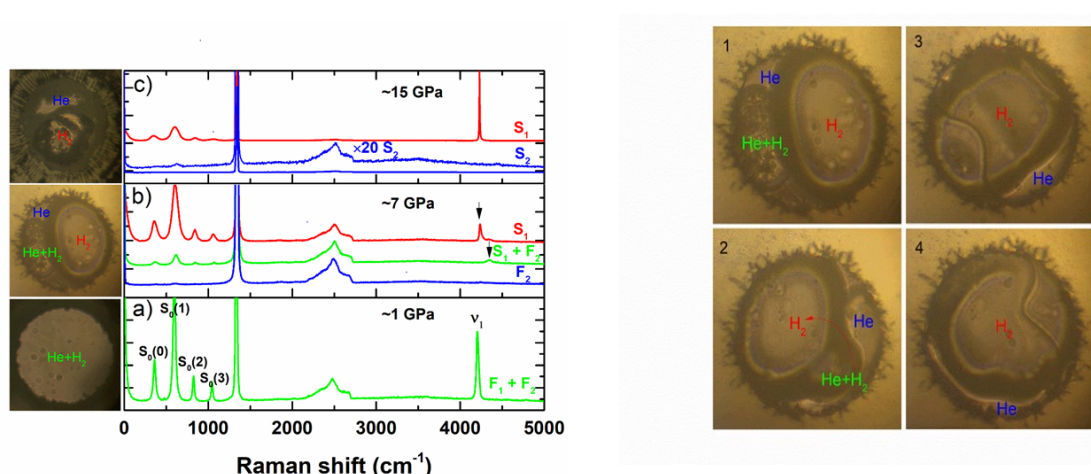 He
H₂
c)
~15 GPa
S₁
×20 S₂
S₂
He
H₂
He+H₂
b)
~7 GPa
S₁
S₁ + F₂
F₂
He+H₂
a)
~1 GPa
S₀(0)
S₀(1)
S₀(2)
S₀(3)
ν₁
F₁ + F₂
0 1000 2000 3000 4000 5000
Raman shift (cm⁻¹)
1
He
H₂
He+H₂
3
H₂
He
2
H₂
He
He+H₂
4
H₂
He